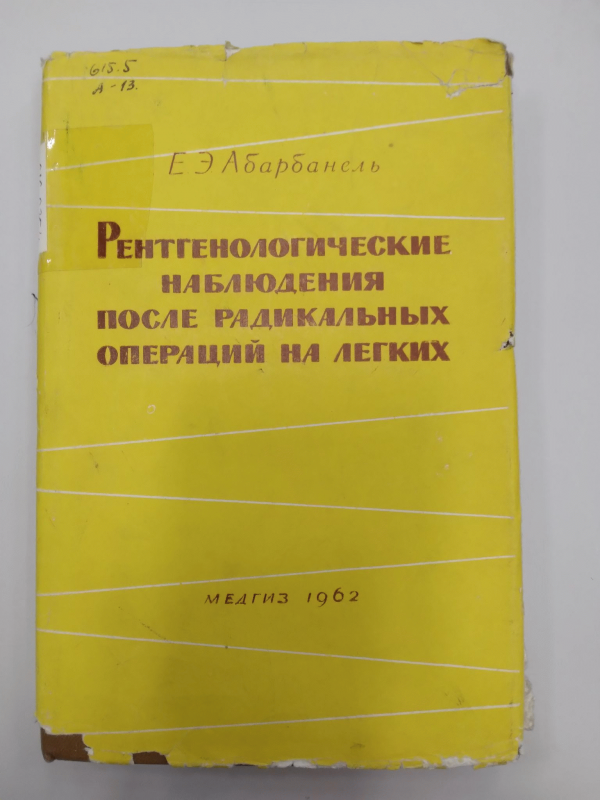 615.5
А-13.
Е. Э Абарбанель
Рентгенологические
наблюдения
после радикальных
операций на легких
МЕДГИЗ 1962